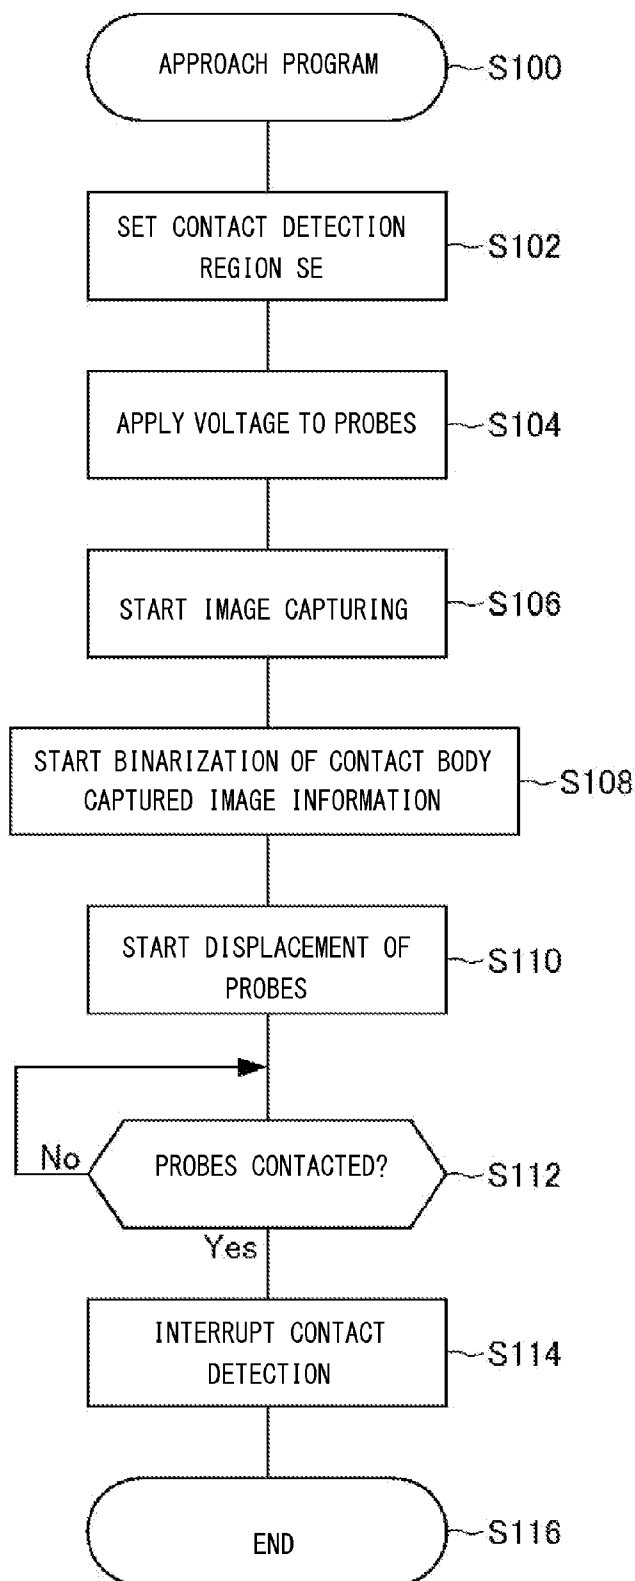 APPROACH PROGRAM
S100
SET CONTACT DETECTION
REGION SE
S102
APPLY VOLTAGE TO PROBES
S104
START IMAGE CAPTURING
S106
START BINARIZATION OF CONTACT BODY
CAPTURED IMAGE INFORMATION
S108
START DISPLACEMENT OF
PROBES
S110
No
PROBES CONTACTED?
S112
Yes
INTERRUPT CONTACT
DETECTION
S114
END
S116